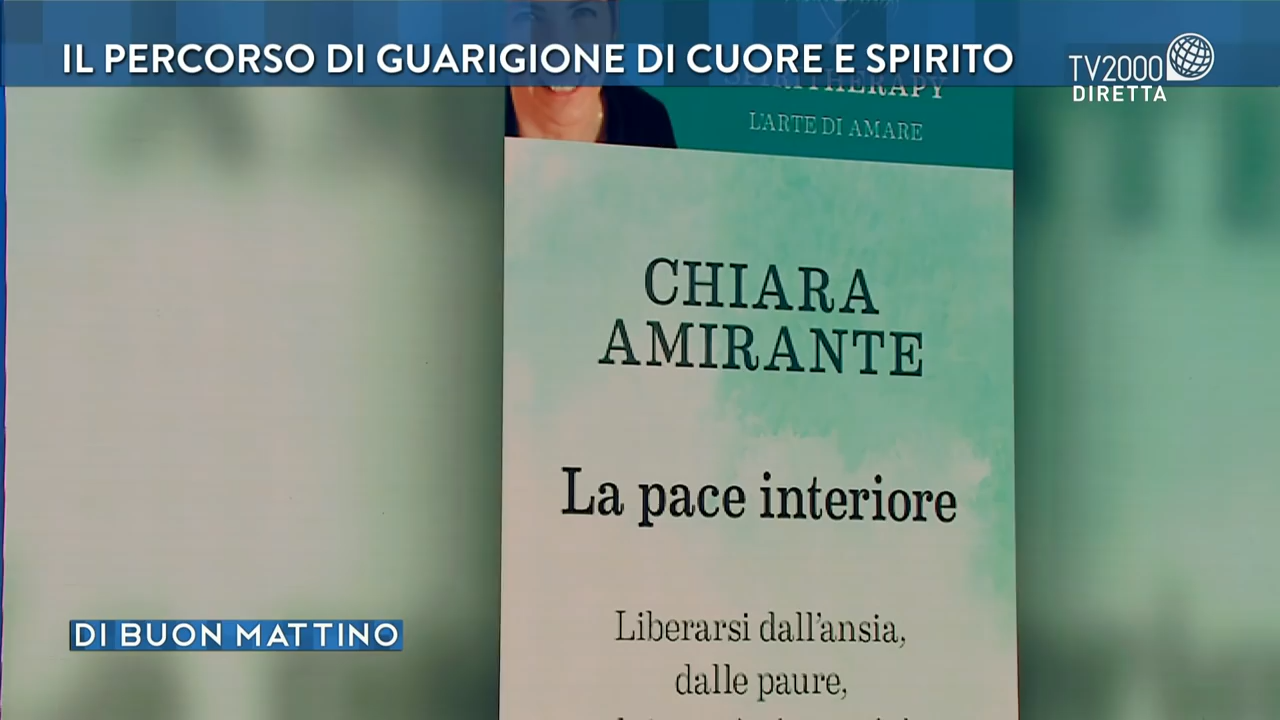 IL PERCORSO DI GUARIGIONE DI CUORE E SPIRITO
TV2000
DIRETTA
SPIRITHERAPY
L'ARTE DI AMARE
CHIARA
AMIRANTE
La pace interiore
Liberarsi dall'ansia,
dalle paure,
DI BUON MATTINO